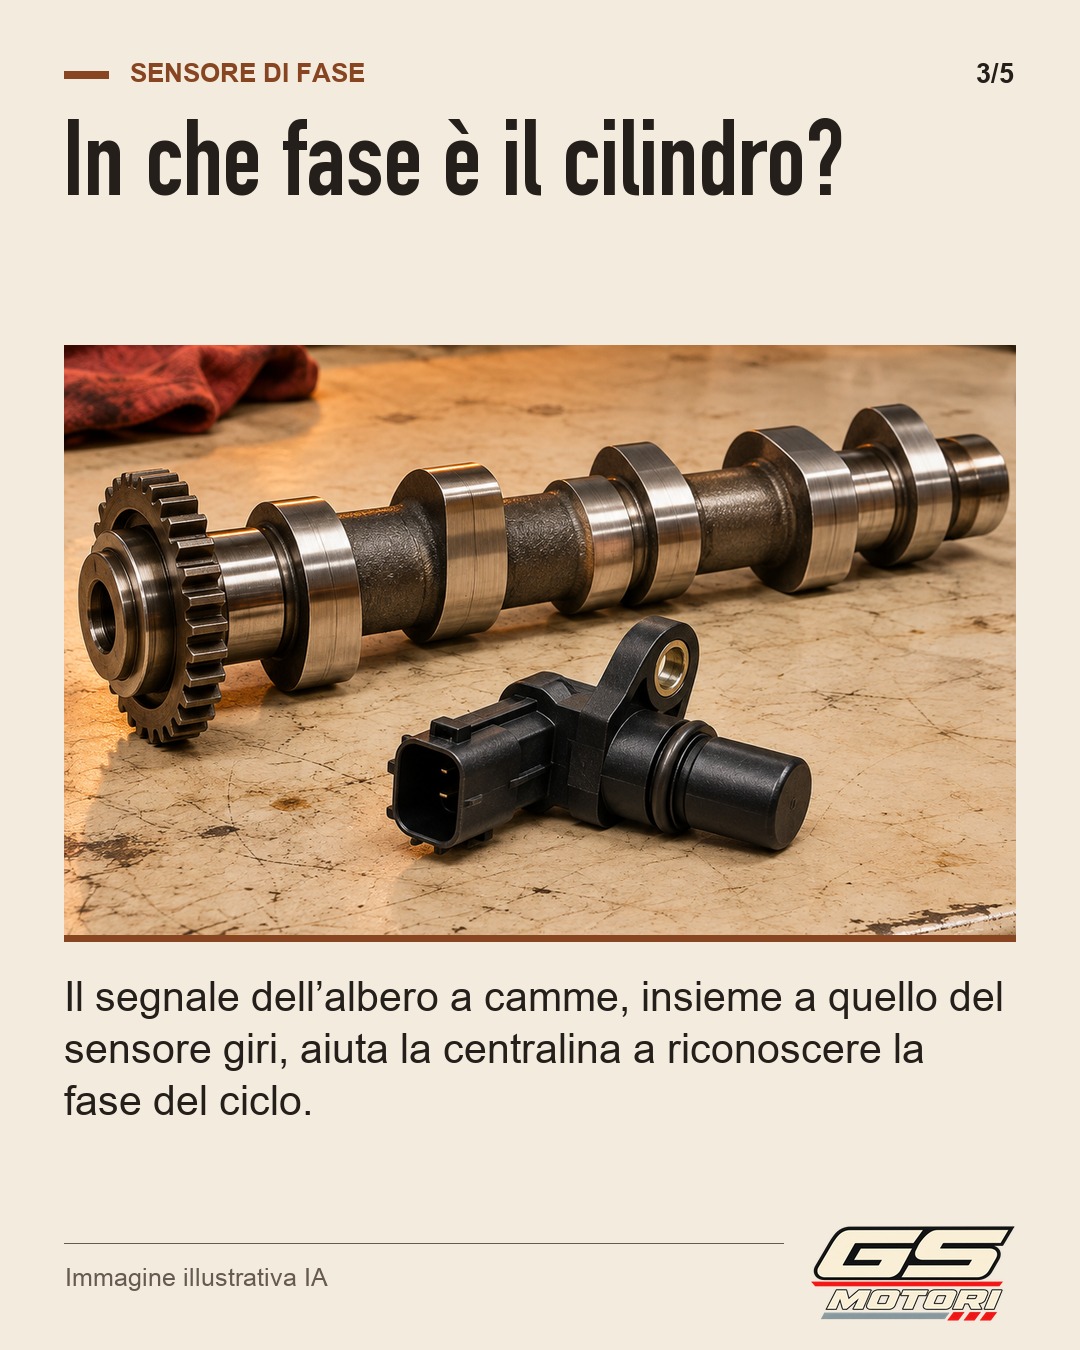 SENSORE DI FASE
3/5
In che fase è il cilindro?
Il segnale dell’albero a camme, insieme a quello del
sensore giri, aiuta la centralina a riconoscere la
fase del ciclo.
Immagine illustrativa IA
GS
MOTORI